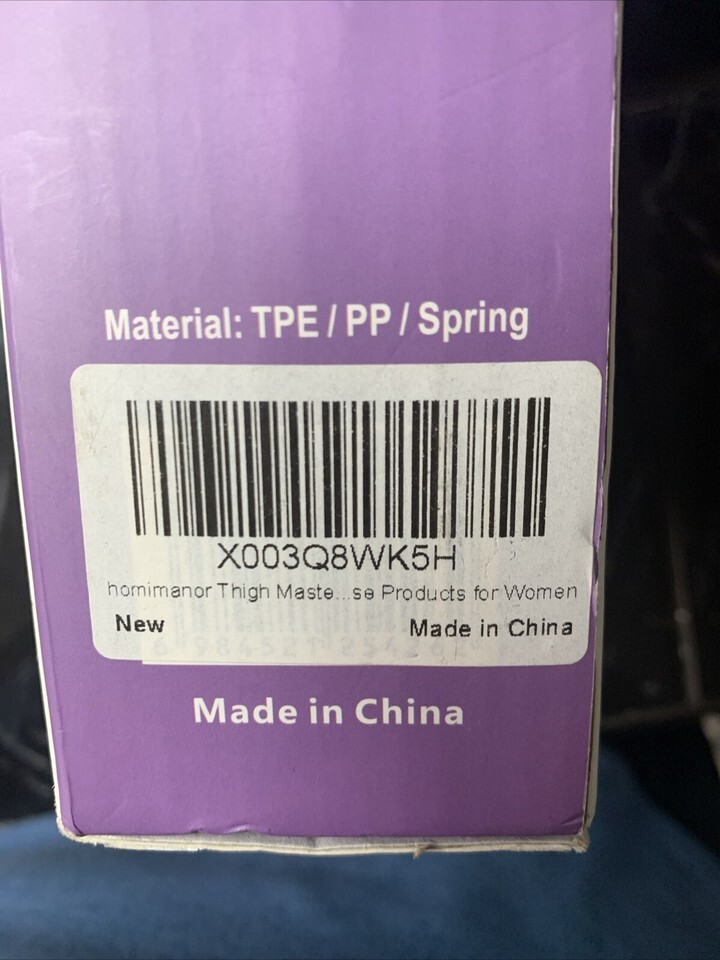 Material: TPE / PP / Spring
X003Q8WK5H
homimanor Thigh Maste...se Products for Women
New
Made in China
Made in China